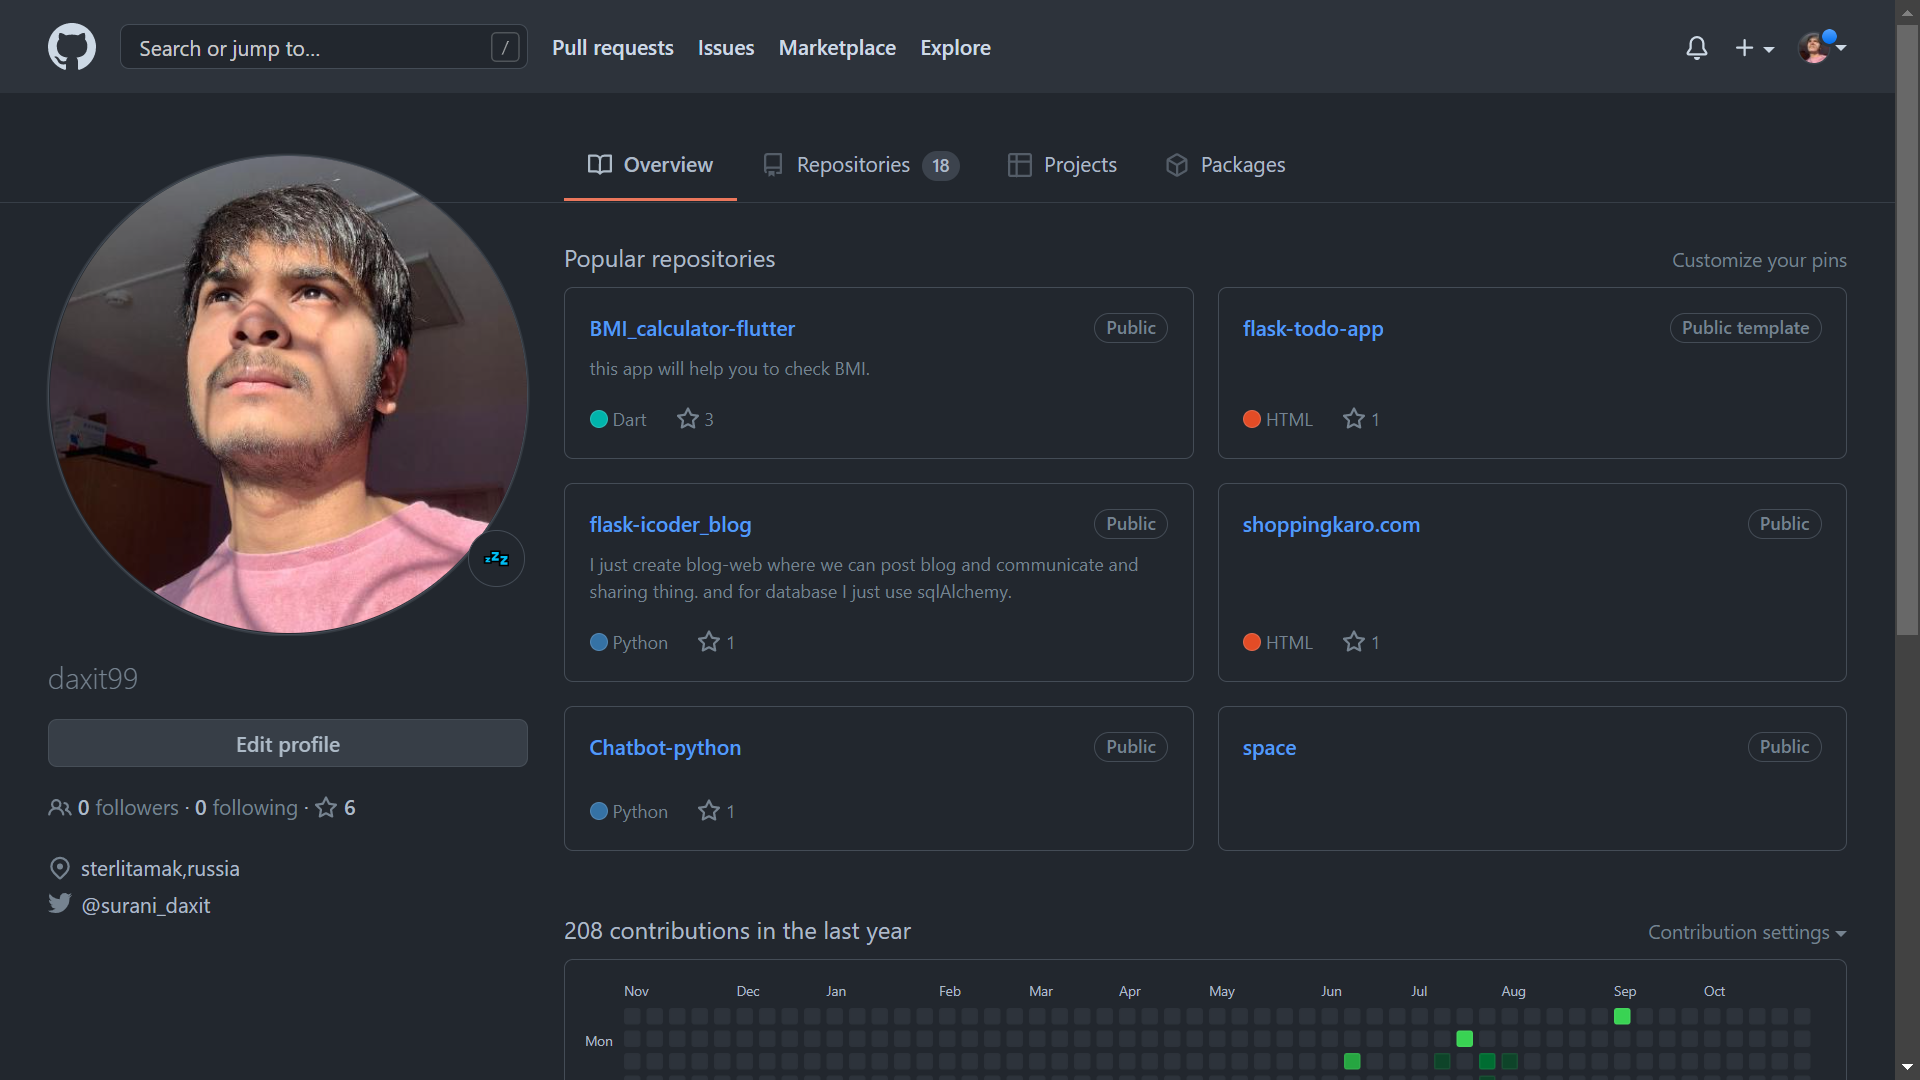 Search or jump to...
/
Pull requests
Issues
Marketplace
Explore
Overview
Repositories 18
Projects
Packages
Popular repositories
Customize your pins
BMI_calculator-flutter
Public
this app will help you to check BMI.
Dart
3
flask-todo-app
Public template
HTML
1
flask-icoder_blog
Public
I just create blog-web where we can post blog and communicate and
sharing thing. and for database I just use sqlAlchemy.
Python
1
shoppingkaro.com
Public
HTML
1
Chatbot-python
Public
Python
1
space
Public
zzz
daxit99
Edit profile
0 followers · 0 following · 6
sterlitamak,russia
@surani_daxit
208 contributions in the last year
Contribution settings
Nov Dec Jan Feb Mar Apr May Jun Jul Aug Sep Oct
Mon